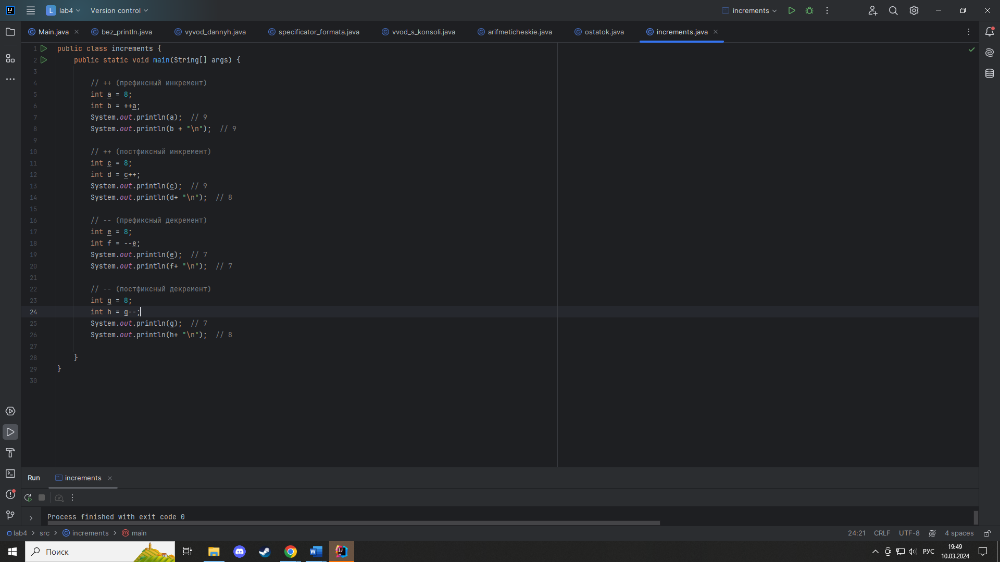 L lab4 Version control increments
Main.java bez_println.java vyvod_dannyh.java specificator_formata.java vvod_s_konsoli.java arifmeticheskie.java ostatok.java increments.java
1 public class increments {
2 public static void main(String[] args) {
3
4 // ++ (префиксный инкремент)
5 int a = 8;
6 int b = ++a;
7 System.out.println(a); // 9
8 System.out.println(b + "\n"); // 9
9
10 // ++ (постфиксный инкремент)
11 int c = 8;
12 int d = c++;
13 System.out.println(c); // 9
14 System.out.println(d+ "\n"); // 8
15
16 // -- (префиксный декремент)
17 int e = 8;
18 int f = --e;
19 System.out.println(e); // 7
20 System.out.println(f+ "\n"); // 7
21
22 // -- (постфиксный декремент)
23 int g = 8;
24 int h = g--;
25 System.out.println(g); // 7
26 System.out.println(h+ "\n"); // 8
27
28 }
29 }
30
Run increments
Process finished with exit code 0
lab4 > src > increments > main 24:21 CRLF UTF-8 4 spaces
Поиск РУС 19:49
10.03.2024